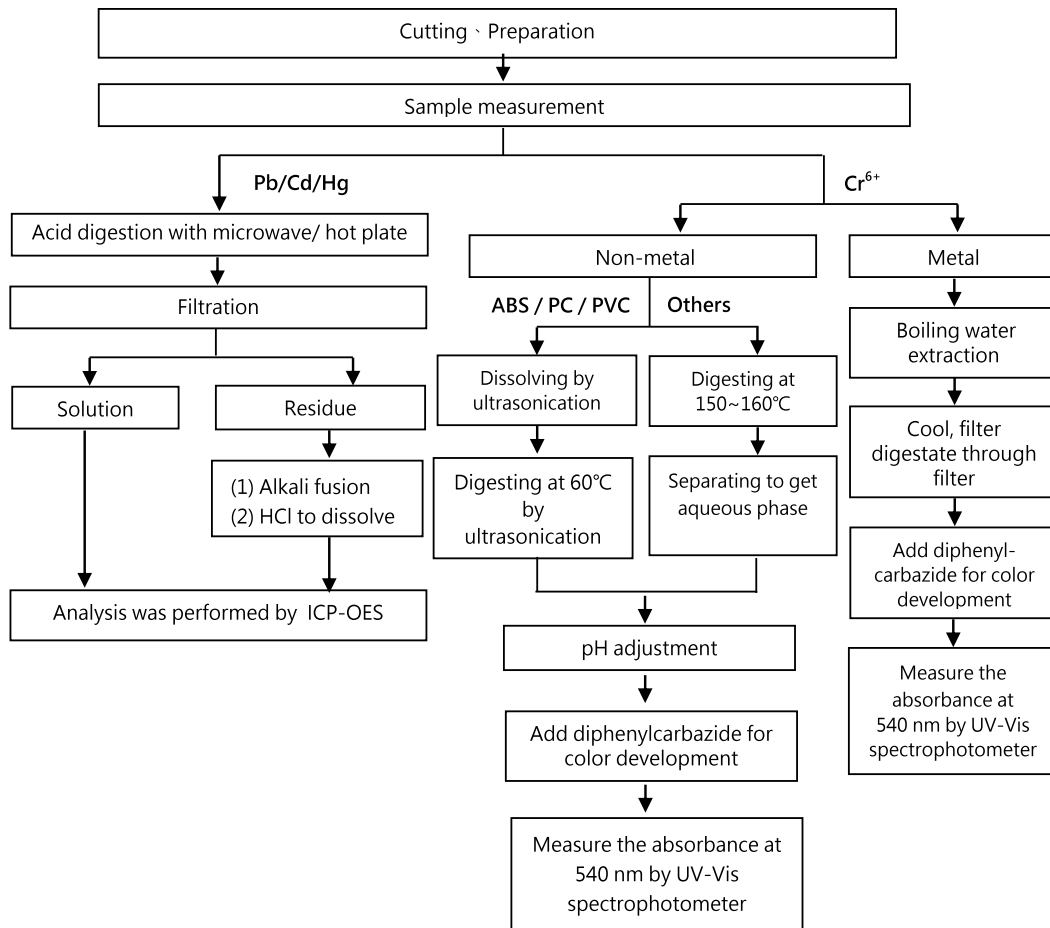 Cutting、Preparation
Sample measurement
Pb/Cd/Hg
Cr⁶⁺
Acid digestion with microwave/ hot plate
Filtration
Solution
Residue
(1) Alkali fusion
(2) HCl to dissolve
Analysis was performed by ICP-OES
Non-metal
ABS / PC / PVC
Others
Dissolving by
ultrasonication
Digesting at
150~160℃
Digesting at 60℃
by
ultrasonication
Separating to get
aqueous phase
pH adjustment
Add diphenylcarbazide for
color development
Measure the absorbance at
540 nm by UV-Vis
spectrophotometer
Metal
Boiling water
extraction
Cool, filter
digestate through
filter
Add diphenyl-
carbazide for color
development
Measure the
absorbance at
540 nm by UV-Vis
spectrophotometer